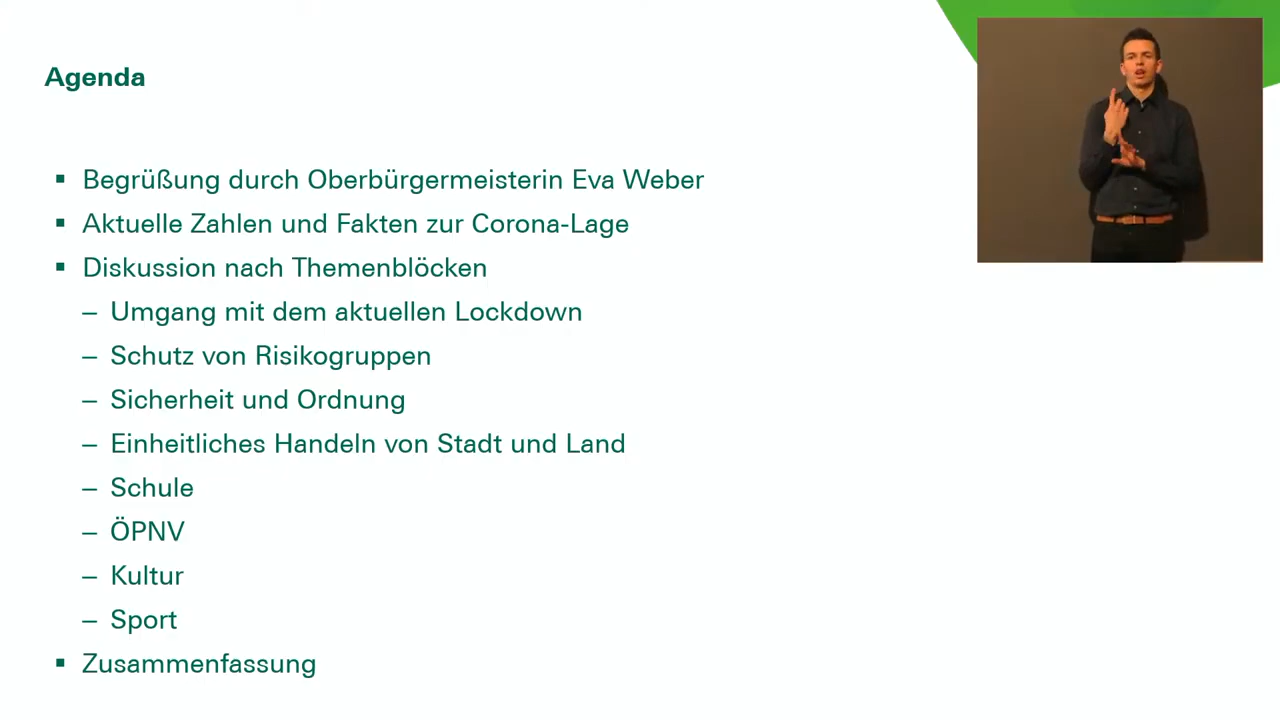 Agenda
▪ Begrüßung durch Oberbürgermeisterin Eva Weber
▪ Aktuelle Zahlen und Fakten zur Corona-Lage
▪ Diskussion nach Themenblöcken
– Umgang mit dem aktuellen Lockdown
– Schutz von Risikogruppen
– Sicherheit und Ordnung
– Einheitliches Handeln von Stadt und Land
– Schule
– ÖPNV
– Kultur
– Sport
▪ Zusammenfassung